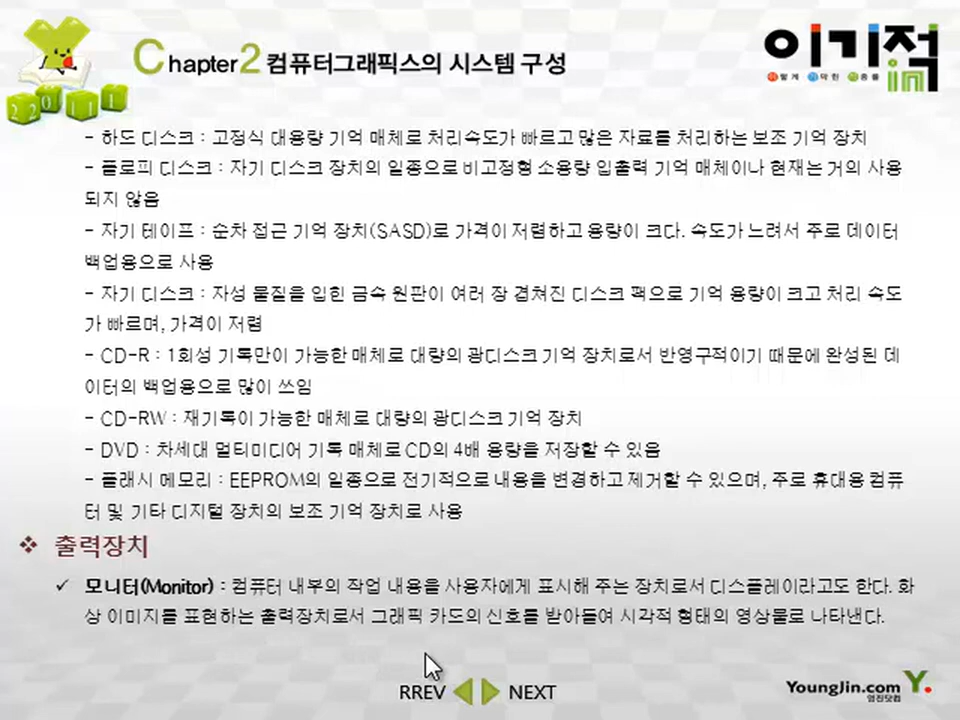 Chapter2 컴퓨터그래픽스의 시스템 구성
이기적in
이렇게 기막힌 적중률
2011
- 하드 디스크 : 고정식 대용량 기억 매체로 처리속도가 빠르고 많은 자료를 처리하는 보조 기억 장치
- 플로피 디스크 : 자기 디스크 장치의 일종으로 비고정형 소용량 입출력 기억 매체이나 현재는 거의 사용
되지 않음
- 자기 테이프 : 순차 접근 기억 장치(SASD)로 가격이 저렴하고 용량이 크다. 속도가 느려서 주로 데이터
백업용으로 사용
- 자기 디스크 : 자성 물질을 입힌 금속 원판이 여러 장 겹쳐진 디스크 팩으로 기억 용량이 크고 처리 속도
가 빠르며, 가격이 저렴
- CD-R : 1회성 기록만이 가능한 매체로 대량의 광디스크 기억 장치로서 반영구적이기 때문에 완성된 데
이터의 백업용으로 많이 쓰임
- CD-RW : 재기록이 가능한 매체로 대량의 광디스크 기억 장치
- DVD : 차세대 멀티미디어 기록 매체로 CD의 4배 용량을 저장할 수 있음
- 플래시 메모리 : EEPROM의 일종으로 전기적으로 내용을 변경하고 제거할 수 있으며, 주로 휴대용 컴퓨
터 및 기타 디지털 장치의 보조 기억 장치로 사용
❖ 출력장치
✓ 모니터(Monitor) : 컴퓨터 내부의 작업 내용을 사용자에게 표시해 주는 장치로서 디스플레이라고도 한다. 화
상 이미지를 표현하는 출력장치로서 그래픽 카드의 신호를 받아들여 시각적 형태의 영상물로 나타낸다.
RREV NEXT
YoungJin.com Y.
영진닷컴